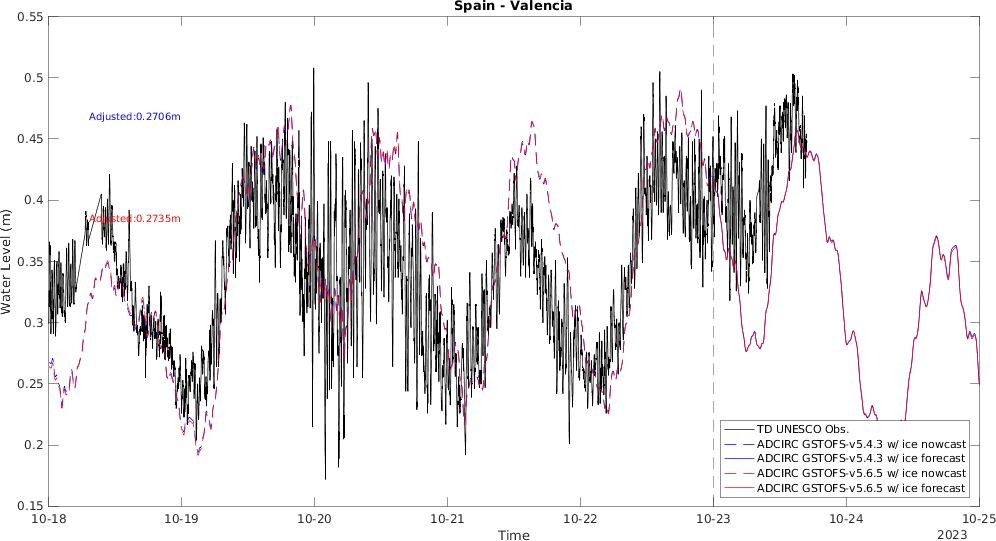 Spain - Valencia
0.55
0.5
0.45
0.4
0.35
0.3
0.25
0.2
0.15
Water Level (m)
Adjusted:0.2706m
Adjusted:0.2735m
TD UNESCO Obs.
ADCIRC GSTOFS-v5.4.3 w/ ice nowcast
ADCIRC GSTOFS-v5.4.3 w/ ice forecast
ADCIRC GSTOFS-v5.6.5 w/ ice nowcast
ADCIRC GSTOFS-v5.6.5 w/ ice forecast
10-18 10-19 10-20 10-21 10-22 10-23 10-24 10-25
Time
2023